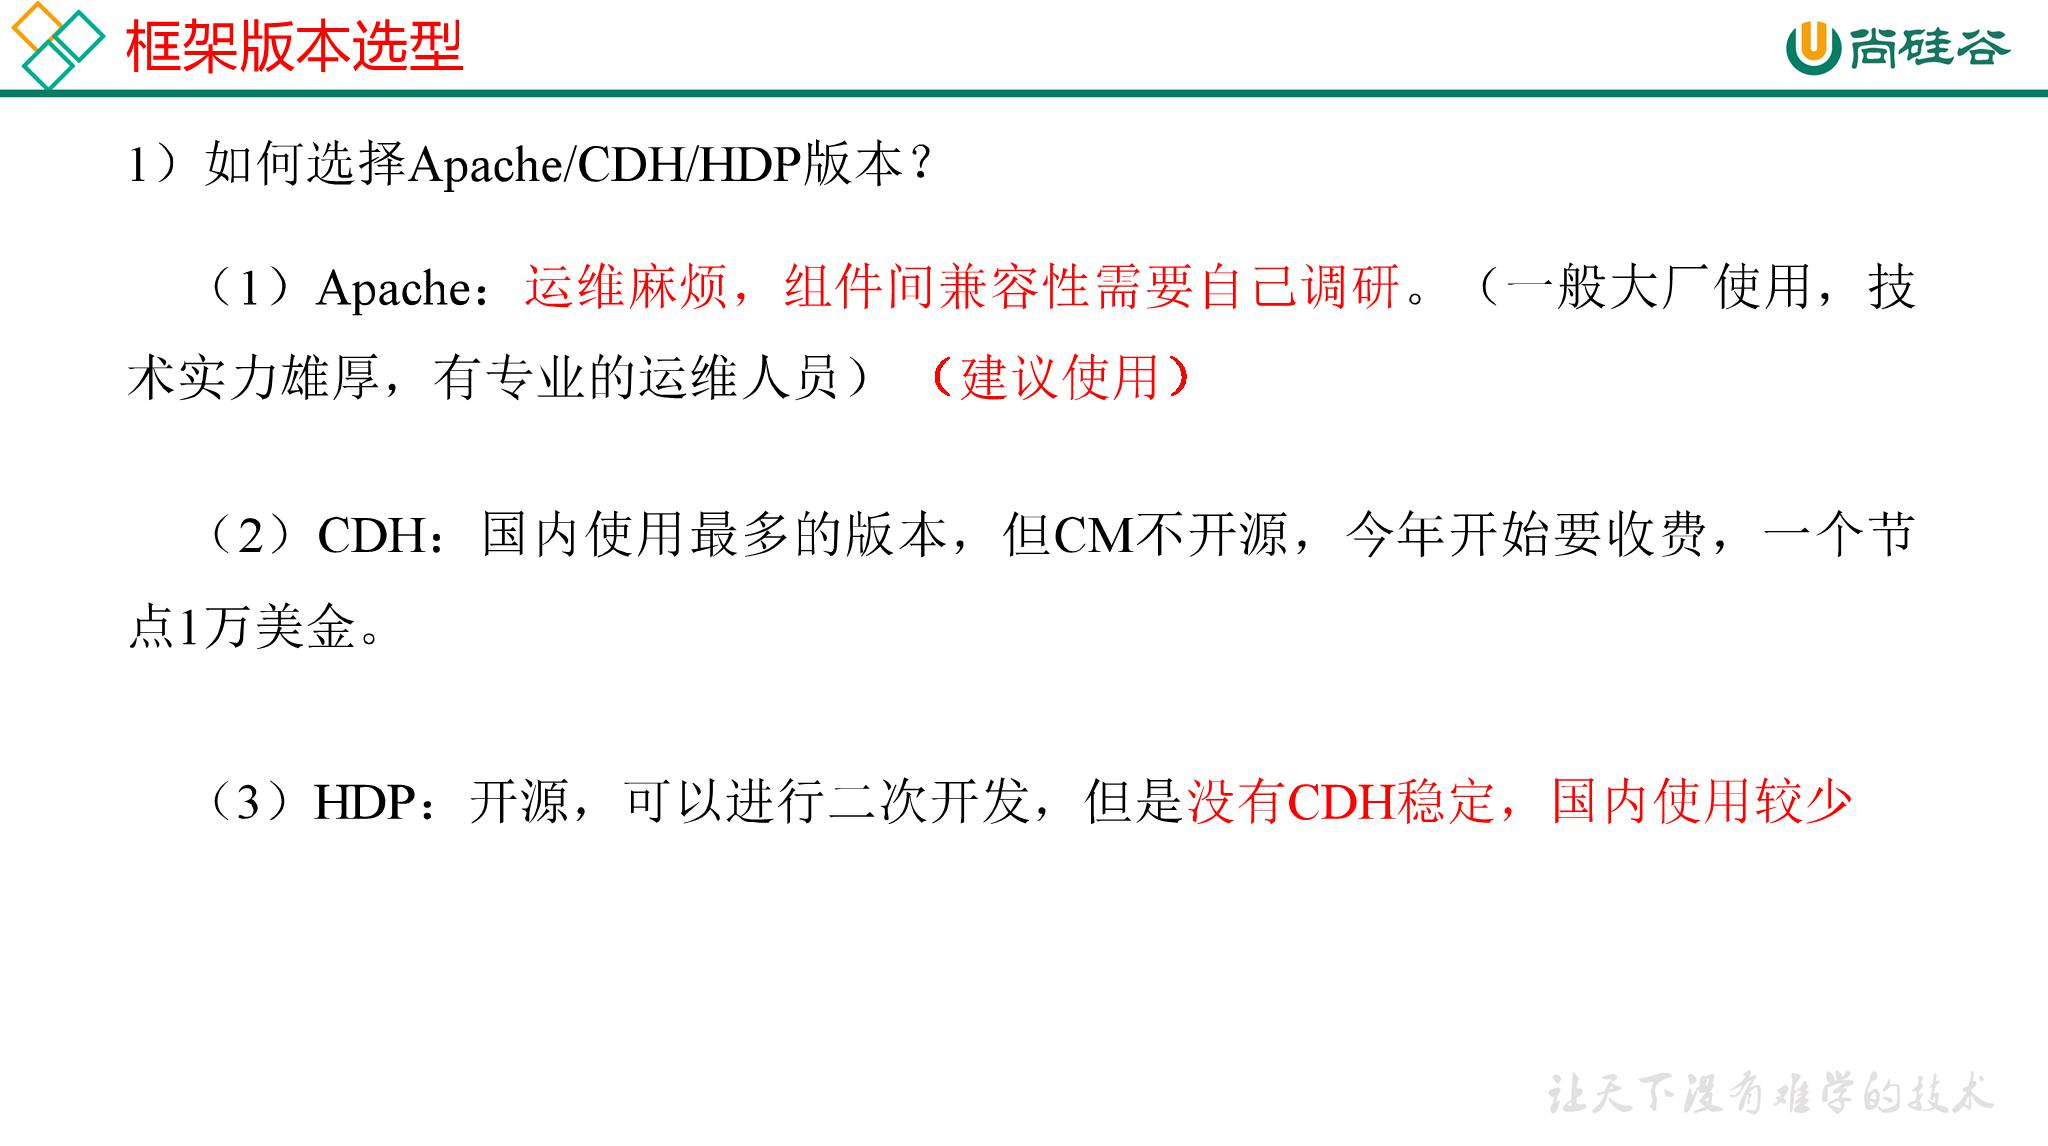 框架版本选型
尚硅谷
1）如何选择Apache/CDH/HDP版本？
（1）Apache：运维麻烦，组件间兼容性需要自己调研。（一般大厂使用，技
术实力雄厚，有专业的运维人员）（建议使用）
（2）CDH：国内使用最多的版本，但CM不开源，今年开始要收费，一个节
点1万美金。
（3）HDP：开源，可以进行二次开发，但是没有CDH稳定，国内使用较少
让天下没有难学的技术